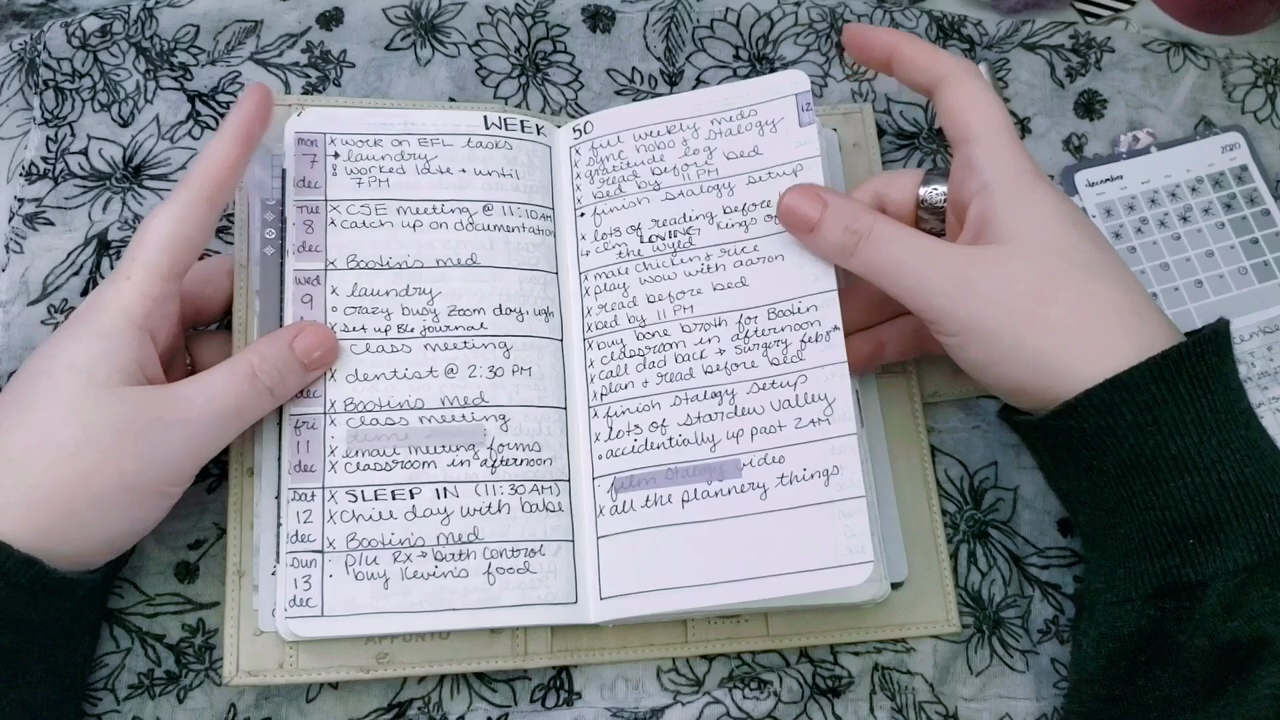 WEEK
mon
7
dec
x work on EFL tasks
→ laundry
worked late + until
7PM
Tue
8
dec
x CSE meeting @ 11:10AM
x catch up on documentation
x Bootin's med
wed
9
x laundry
o crazy busy zoom day, ugh
x set up B6 journal
class meeting
x dentist @ 2:30 PM
x Bootin's med
dec
fri
11
dec
x class meeting
x email meeting forms
x classroom in afternoon
Sat
12
dec
x SLEEP IN (11:30AM)
x chill day with babe
x Bootin's med
Sun
13
dec
. P/u Rx → birth control
. buy Kevin's food
50
12
x fill weekly meds
x sync hobo + stalogy
x gratitude log
x read before bed
x bed by 11PM
finish stalogy setup
x lots of reading before
LOVING "kings of
the wyld
x make chicken rice
x play wow with aaron
x read before bed
x bed by 11PM
x buy bone broth for Bootin
x classroom in afternoon
x call dad back → surgery feb 5th
x plan + read before bed
x finish stalogy setup
x lots of stardew valley
o accidentially up past 2AM
. film stalogy video
x all the plannery things
APPUNTO
december
2020